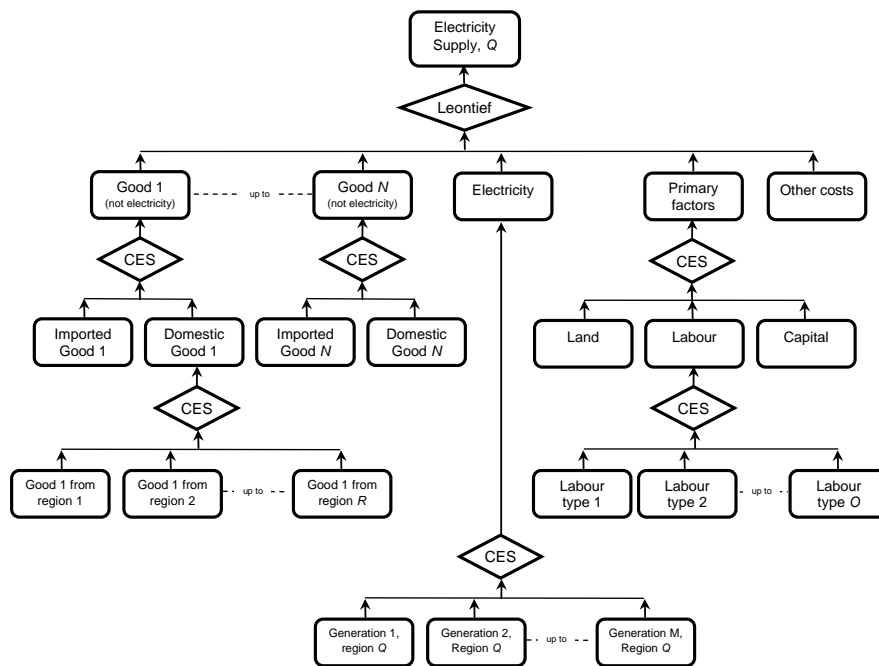 Electricity
Supply, Q
Leontief
Good 1
(not electricity)
up to
Good N
(not electricity)
Electricity
Primary
factors
Other costs
CES
CES
CES
Imported
Good 1
Domestic
Good 1
Imported
Good N
Domestic
Good N
Land
Labour
Capital
CES
CES
Good 1 from
region 1
Good 1 from
region 2
up to
Good 1 from
region R
Labour
type 1
Labour
type 2
up to
Labour
type O
CES
Generation 1,
region Q
Generation 2,
Region Q
up to
Generation M,
Region Q